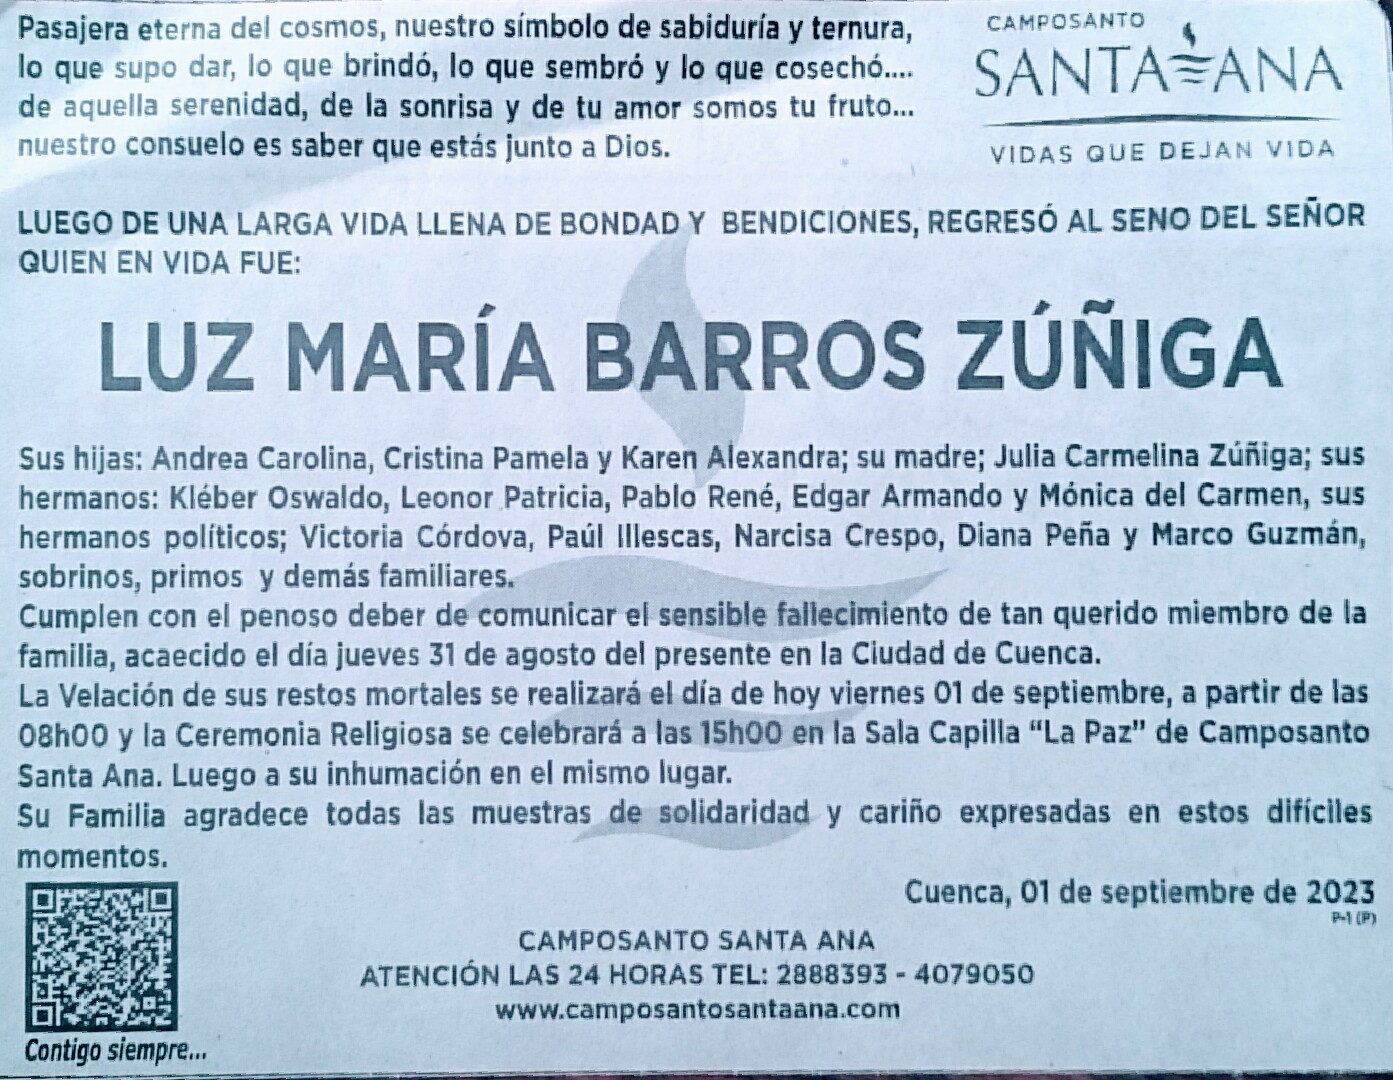 Pasajera eterna del cosmos, nuestro símbolo de sabiduría y ternura,
lo que supo dar, lo que brindó, lo que sembró y lo que cosechó....
de aquella serenidad, de la sonrisa y de tu amor somos tu fruto...
nuestro consuelo es saber que estás junto a Dios.
CAMPOSANTO
SANTA ANA
VIDAS QUE DEJAN VIDA
LUEGO DE UNA LARGA VIDA LLENA DE BONDAD Y BENDICIONES, REGRESÓ AL SENO DEL SEÑOR
QUIEN EN VIDA FUE:
LUZ MARÍA BARROS ZÚÑIGA
Sus hijas: Andrea Carolina, Cristina Pamela y Karen Alexandra; su madre; Julia Carmelina Zúñiga; sus
hermanos: Kléber Oswaldo, Leonor Patricia, Pablo René, Edgar Armando y Mónica del Carmen, sus
hermanos políticos; Victoria Córdova, Paúl Illescas, Narcisa Crespo, Diana Peña y Marco Guzmán,
sobrinos, primos y demás familiares.
Cumplen con el penoso deber de comunicar el sensible fallecimiento de tan querido miembro de la
familia, acaecido el día jueves 31 de agosto del presente en la Ciudad de Cuenca.
La Velación de sus restos mortales se realizará el día de hoy viernes 01 de septiembre, a partir de las
08h00 y la Ceremonia Religiosa se celebrará a las 15h00 en la Sala Capilla "La Paz" de Camposanto
Santa Ana. Luego a su inhumación en el mismo lugar.
Su Familia agradece todas las muestras de solidaridad y cariño expresadas en estos difíciles
momentos.
Cuenca, 01 de septiembre de 2023
P-1 (P)
CAMPOSANTO SANTA ANA
ATENCIÓN LAS 24 HORAS TEL: 2888393 - 4079050
www.camposantosantaana.com
Contigo siempre...